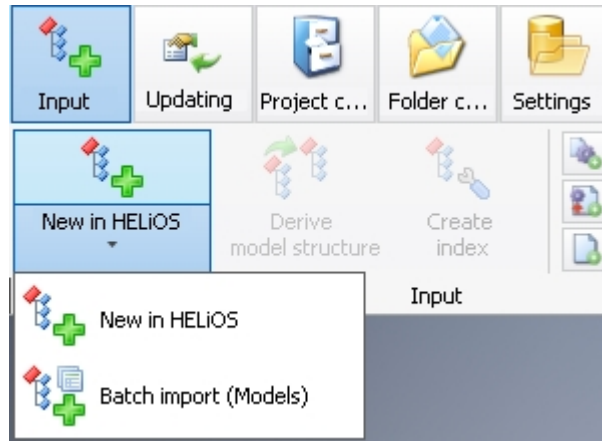 Input
Updating
Project c...
Folder c...
Settings
New in HELiOS
Derive
model structure
Create
index
Input
New in HELiOS
Batch import (Models)